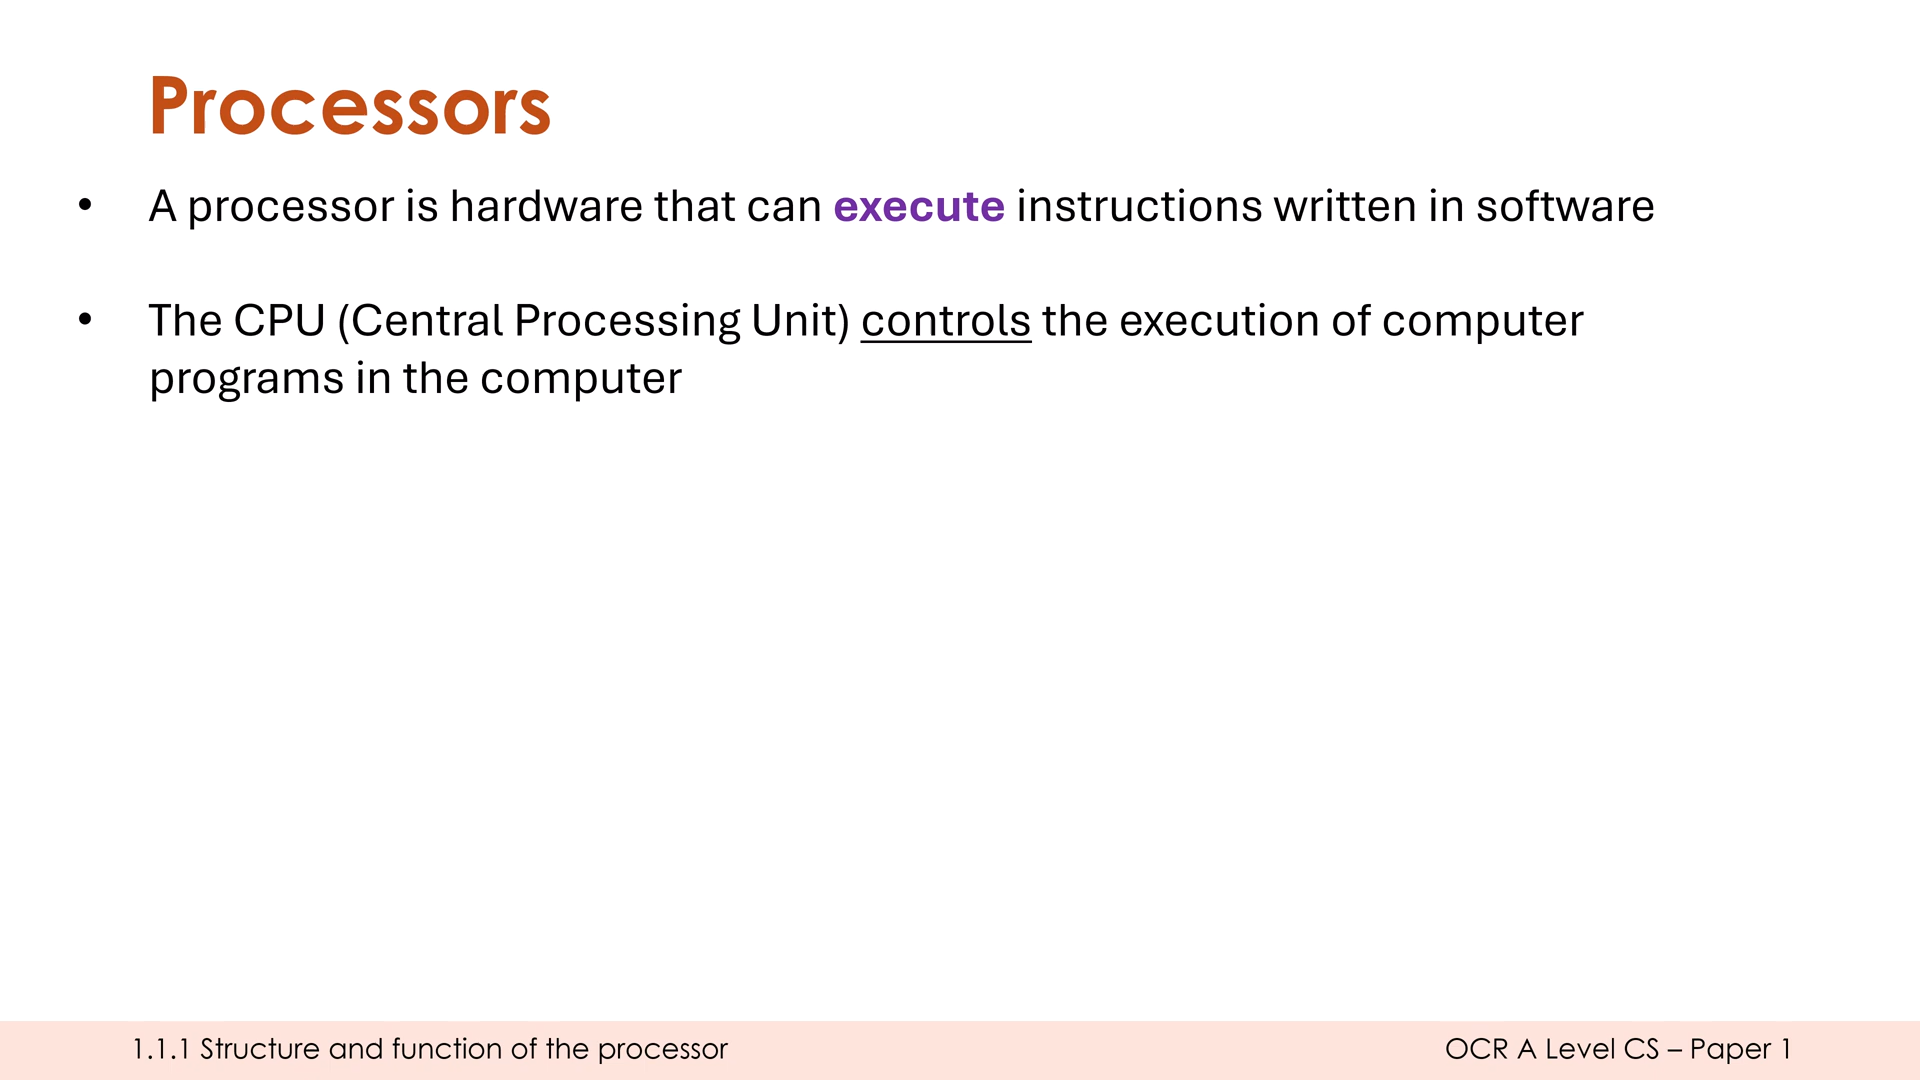 Processors
• A processor is hardware that can execute instructions written in software
• The CPU (Central Processing Unit) controls the execution of computer
programs in the computer
1.1.1 Structure and function of the processor
OCR A Level CS – Paper 1